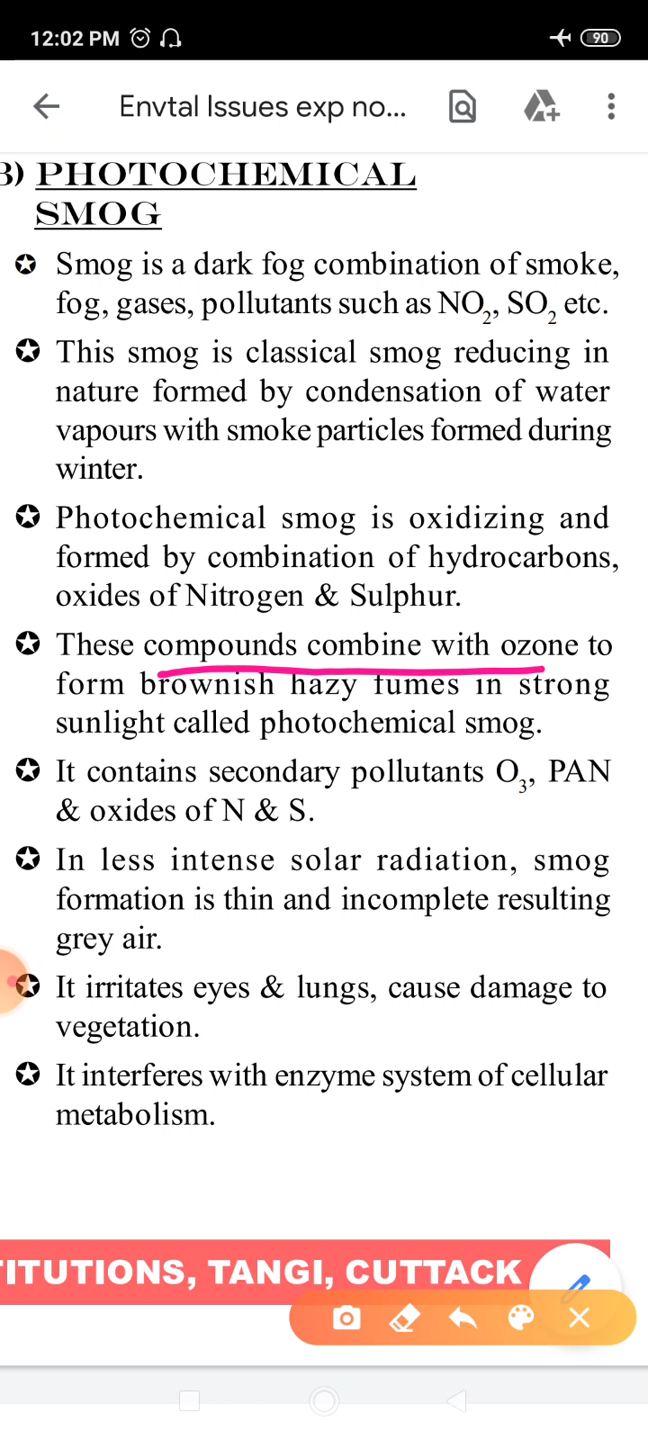 12:02 PM 90
Envtal Issues exp no...
3) PHOTOCHEMICAL
SMOG
✪ Smog is a dark fog combination of smoke,
fog, gases, pollutants such as NO₂, SO₂ etc.
✪ This smog is classical smog reducing in
nature formed by condensation of water
vapours with smoke particles formed during
winter.
✪ Photochemical smog is oxidizing and
formed by combination of hydrocarbons,
oxides of Nitrogen & Sulphur.
✪ These compounds combine with ozone to
form brownish hazy fumes in strong
sunlight called photochemical smog.
✪ It contains secondary pollutants O₃, PAN
& oxides of N & S.
✪ In less intense solar radiation, smog
formation is thin and incomplete resulting
grey air.
✪ It irritates eyes & lungs, cause damage to
vegetation.
✪ It interferes with enzyme system of cellular
metabolism.
TITUTIONS, TANGI, CUTTACK